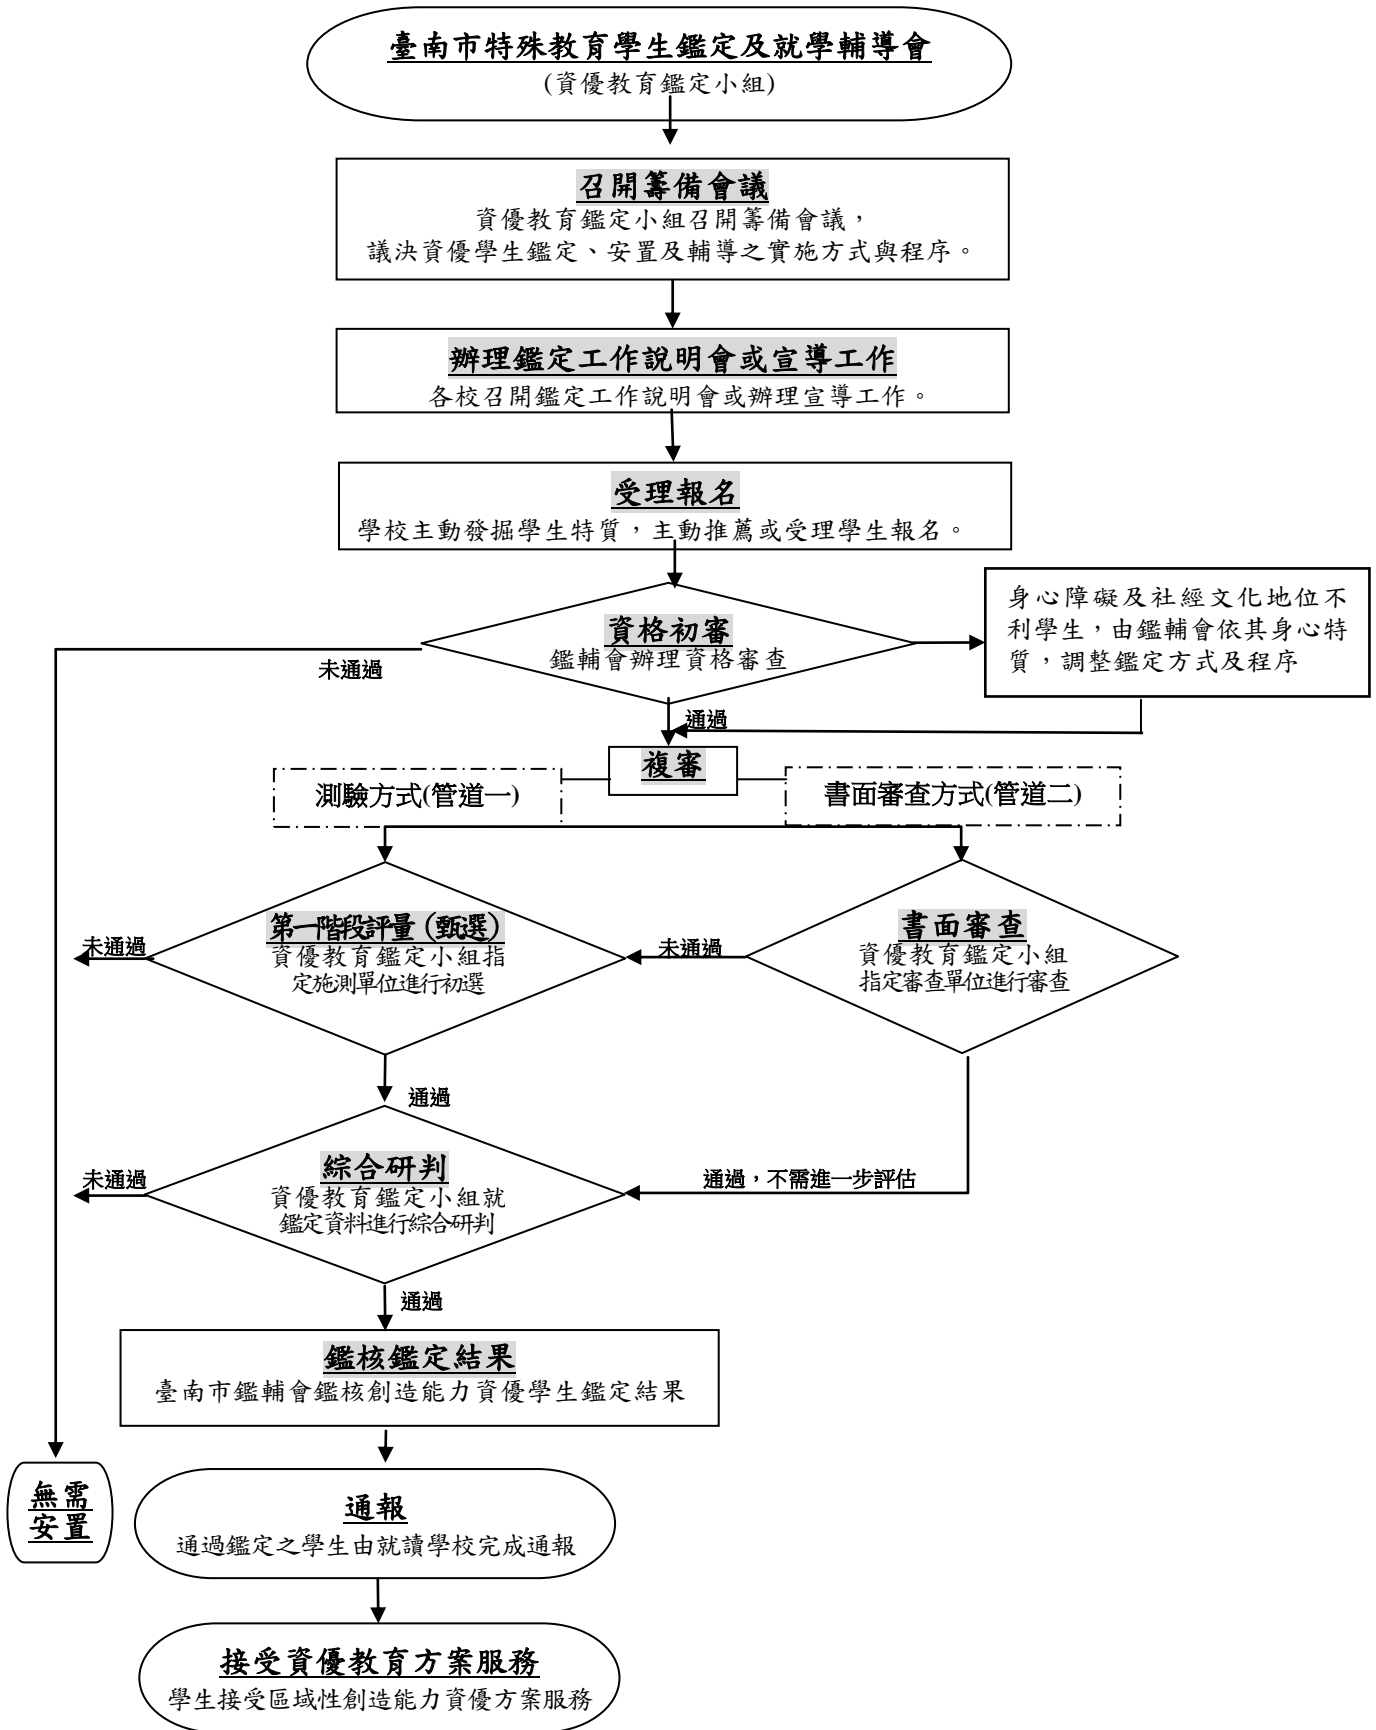 臺南市特殊教育學生鑑定及就學輔導會
(資優教育鑑定小組)
召開籌備會議
資優教育鑑定小組召開籌備會議，
議決資優學生鑑定、安置及輔導之實施方式與程序。
辦理鑑定工作說明會或宣導工作
各校召開鑑定工作說明會或辦理宣導工作。
受理報名
學校主動發掘學生特質，主動推薦或受理學生報名。
資格初審
鑑輔會辦理資格審查
身心障礙及社經文化地位不
利學生，由鑑輔會依其身心特
質，調整鑑定方式及程序
未通過
通過
複審
測驗方式(管道一)
書面審查方式(管道二)
第一階段評量（甄選）
資優教育鑑定小組指
定施測單位進行初選
未通過
未通過
書面審查
資優教育鑑定小組
指定審查單位進行審查
通過
綜合研判
資優教育鑑定小組就
鑑定資料進行綜合研判
未通過
通過，不需進一步評估
通過
鑑核鑑定結果
臺南市鑑輔會鑑核創造能力資優學生鑑定結果
無需
安置
通報
通過鑑定之學生由就讀學校完成通報
接受資優教育方案服務
學生接受區域性創造能力資優方案服務